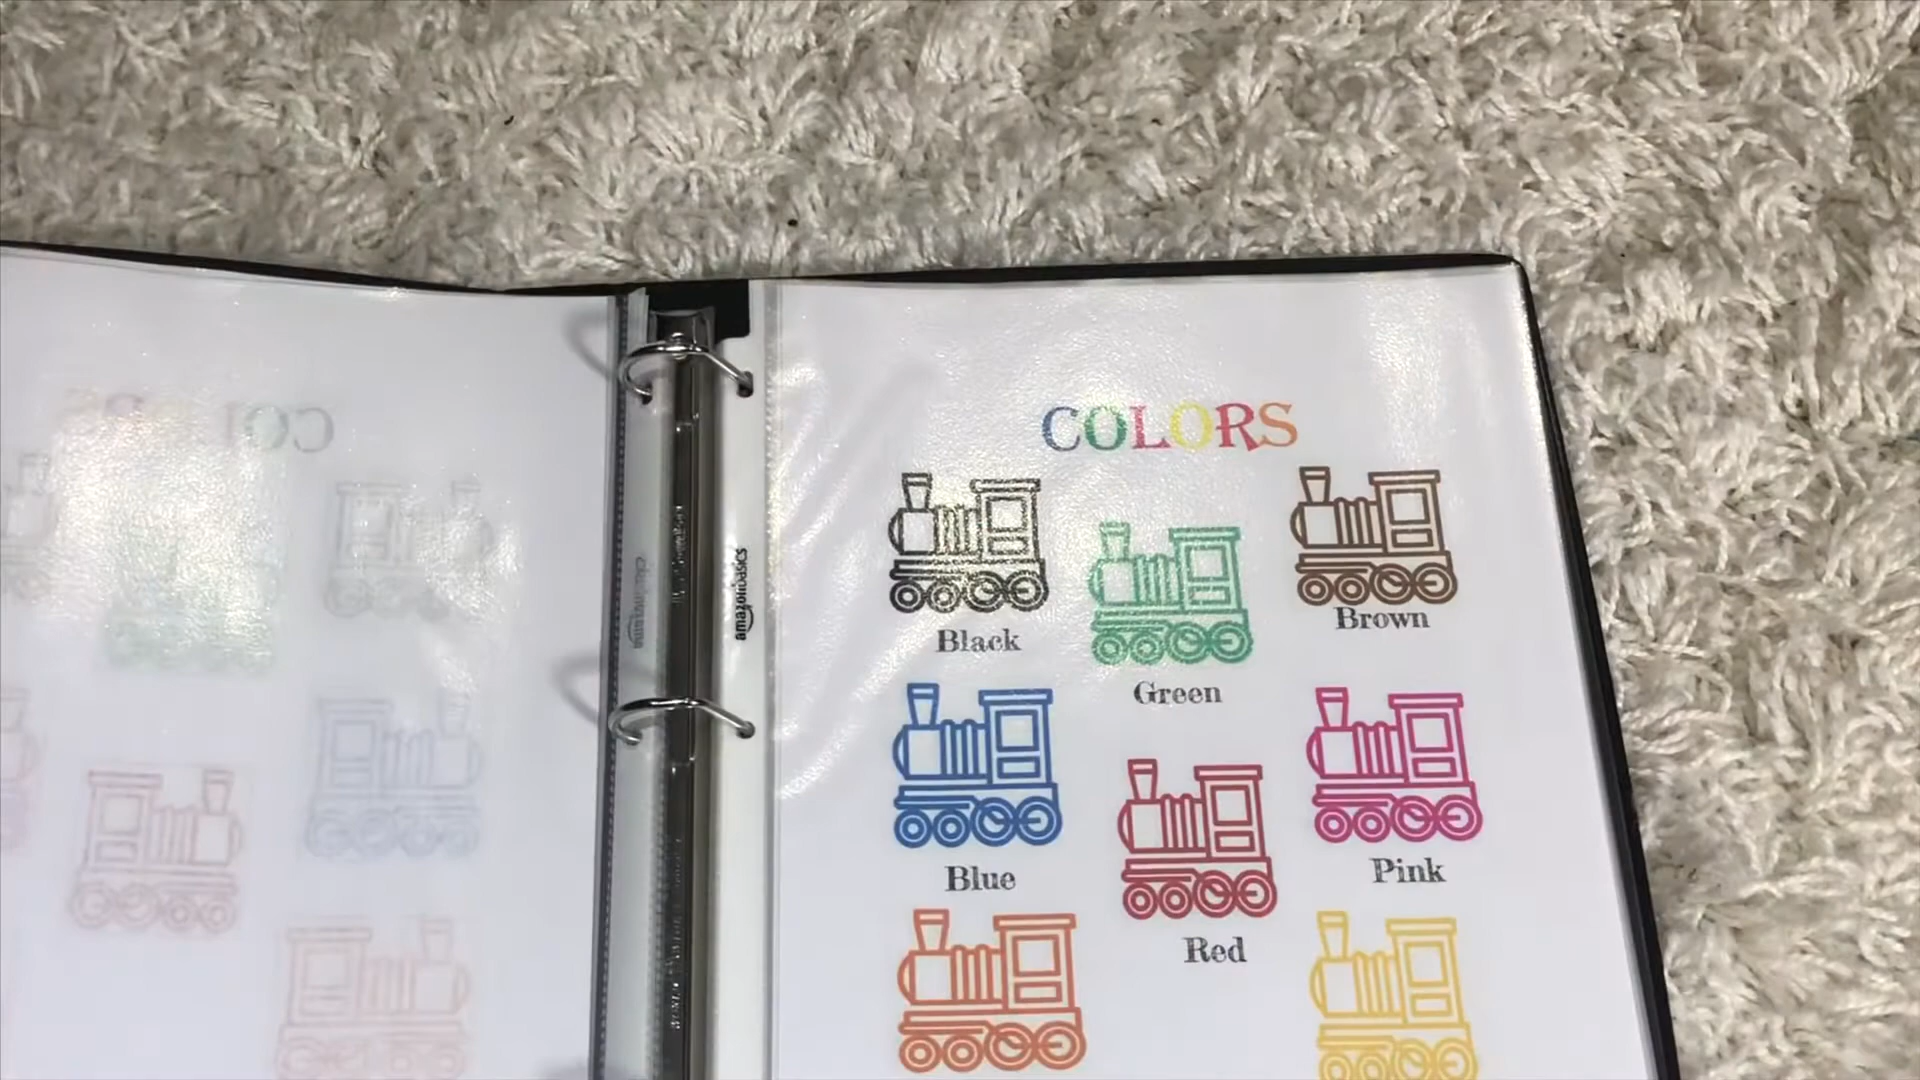 COLORS
Black
Green
Brown
Blue
Red
Pink
amazonbasics